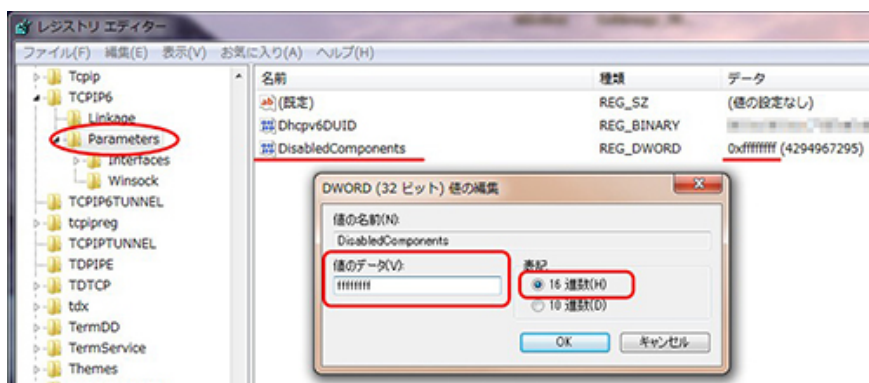 レジストリ エディター
ファイル(F) 編集(E) 表示(V) お気に入り(A) ヘルプ(H)
Tcpip
TCPIP6
Linkage
Parameters
Interfaces
Winsock
TCPIP6TUNNEL
tcpipreg
TCPIPTUNNEL
TDPIPE
TDTCP
tdx
TermDD
TermService
Themes
名前 種類 データ
(既定) REG_SZ (値の設定なし)
Dhcpv6DUID REG_BINARY
DisabledComponents REG_DWORD 0xffffffff (4294967295)
DWORD (32 ビット) 値の編集
値の名前(N):
DisabledComponents
値のデータ(V):
ffffffff
表記
16 進数(H)
10 進数(D)
OK キャンセル